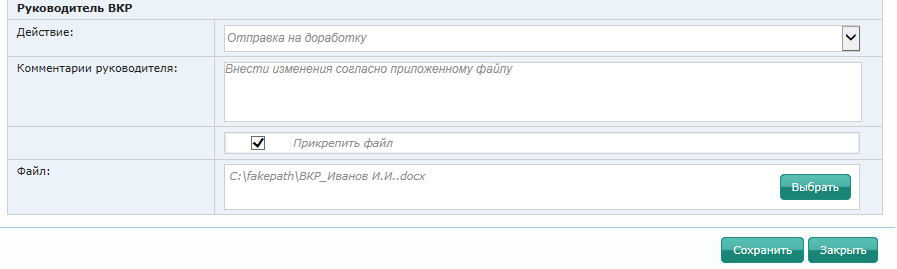 Руководитель ВКР
Действие:
Отправка на доработку
Комментарии руководителя:
Внести изменения согласно приложенному файлу
Прикрепить файл
Файл:
C:\fakepath\ВКР_Иванов И.И..docx
Выбрать
Сохранить
Закрыть